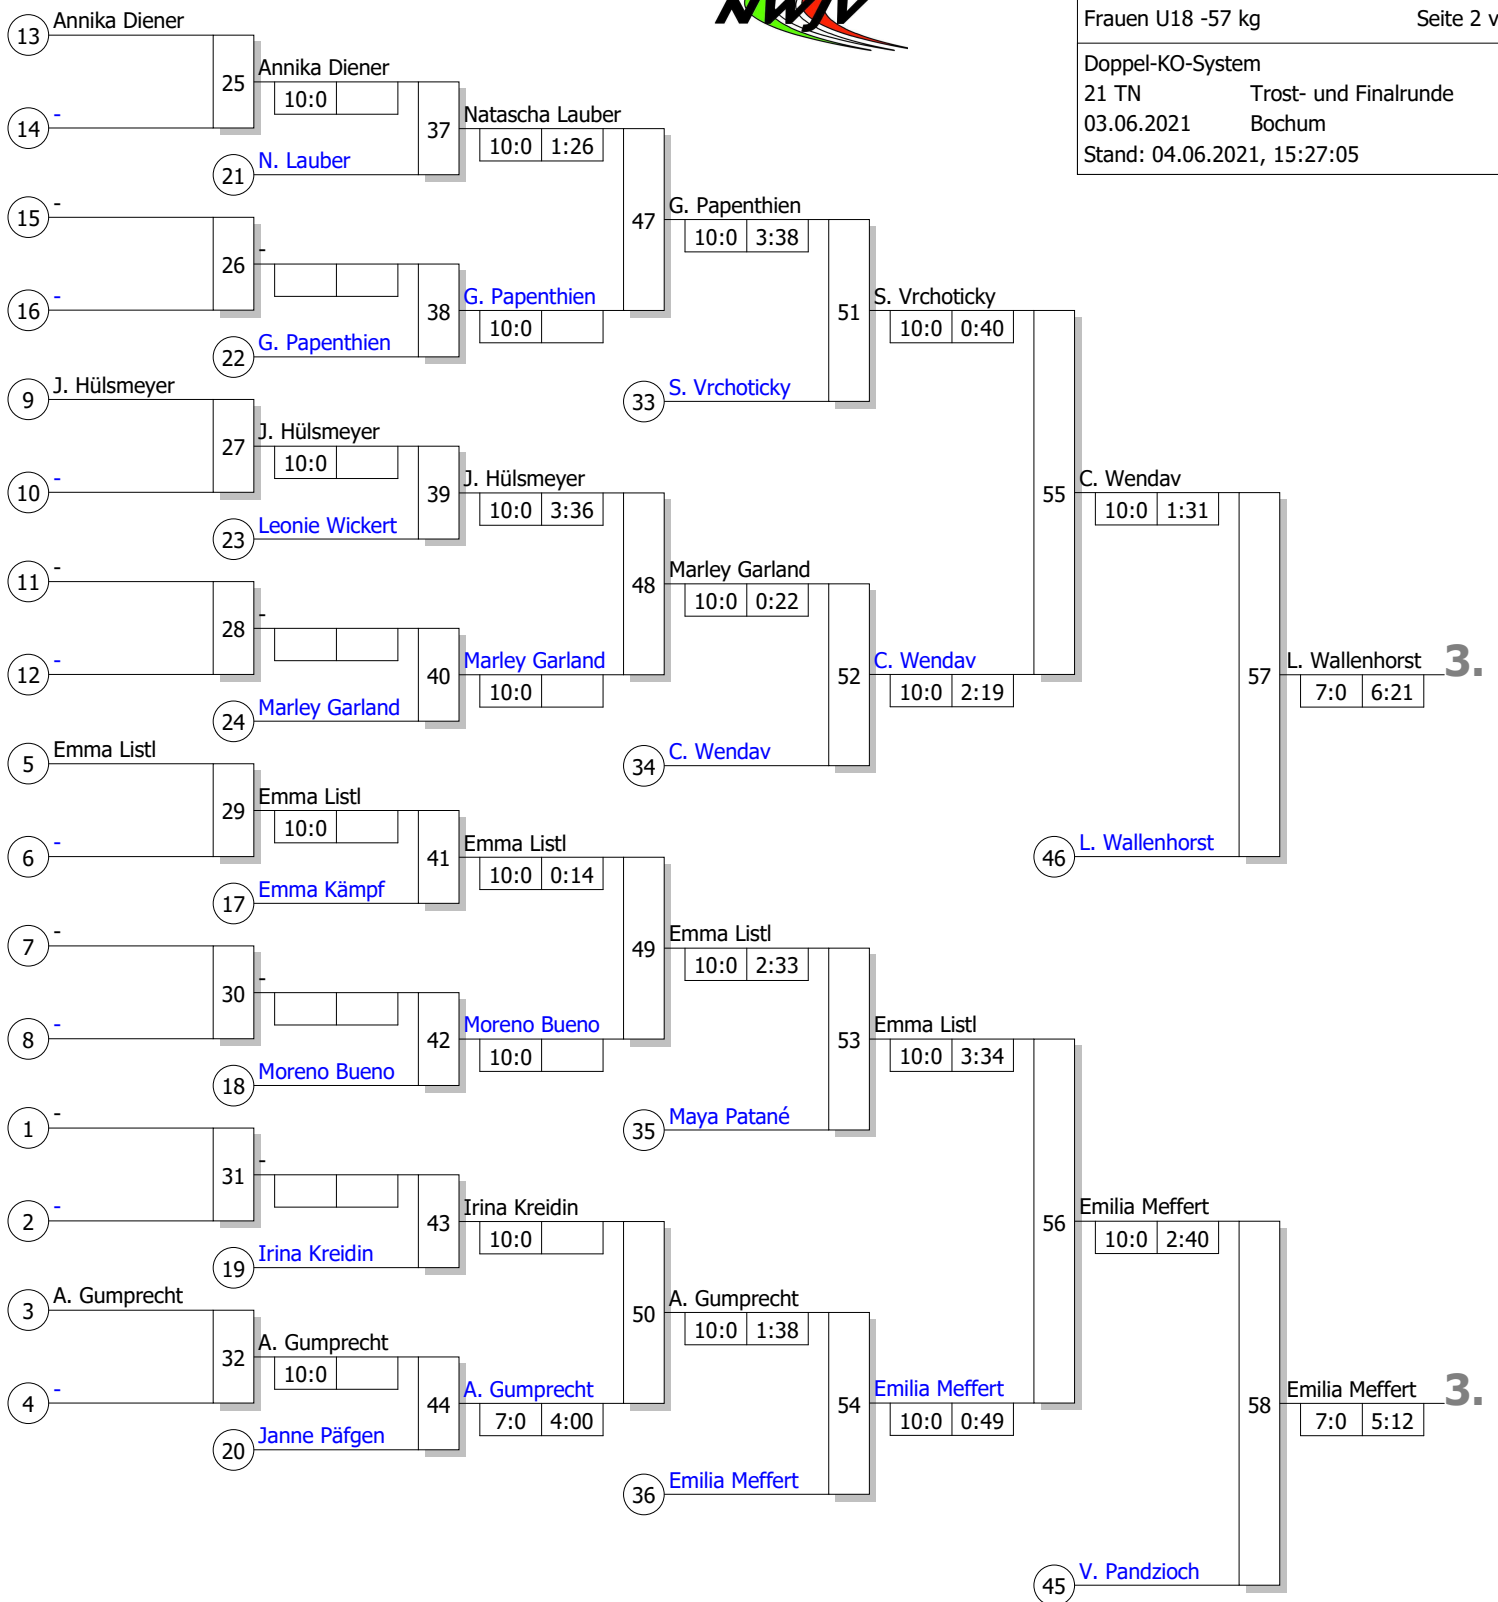 NWJV
Frauen U18 -57 kg Seite 2 v
Doppel-KO-System
21 TN Trost- und Finalrunde
03.06.2021 Bochum
Stand: 04.06.2021, 15:27:05
13 Annika Diener
14 -
25 Annika Diener
10:0
21 N. Lauber
37 Natascha Lauber
10:0 1:26
15 -
16 -
26 -
22 G. Papenthien
38 G. Papenthien
10:0
47 G. Papenthien
10:0 3:38
33 S. Vrchoticky
51 S. Vrchoticky
10:0 0:40
9 J. Hülsmeyer
10 -
27 J. Hülsmeyer
10:0
23 Leonie Wickert
39 J. Hülsmeyer
10:0 3:36
11 -
12 -
28 -
24 Marley Garland
40 Marley Garland
10:0
48 Marley Garland
10:0 0:22
34 C. Wendav
52 C. Wendav
10:0 2:19
55 C. Wendav
10:0 1:31
46 L. Wallenhorst
57 L. Wallenhorst 3.
7:0 6:21
5 Emma Listl
6 -
29 Emma Listl
10:0
17 Emma Kämpf
41 Emma Listl
10:0 0:14
7 -
8 -
30 -
18 Moreno Bueno
42 Moreno Bueno
10:0
49 Emma Listl
10:0 2:33
35 Maya Patané
53 Emma Listl
10:0 3:34
1 -
2 -
31 -
19 Irina Kreidin
43 Irina Kreidin
10:0
3 A. Gumprecht
4 -
32 A. Gumprecht
10:0
20 Janne Päfgen
44 A. Gumprecht
7:0 4:00
50 A. Gumprecht
10:0 1:38
36 Emilia Meffert
54 Emilia Meffert
10:0 0:49
56 Emilia Meffert
10:0 2:40
45 V. Pandzioch
58 Emilia Meffert 3.
7:0 5:12